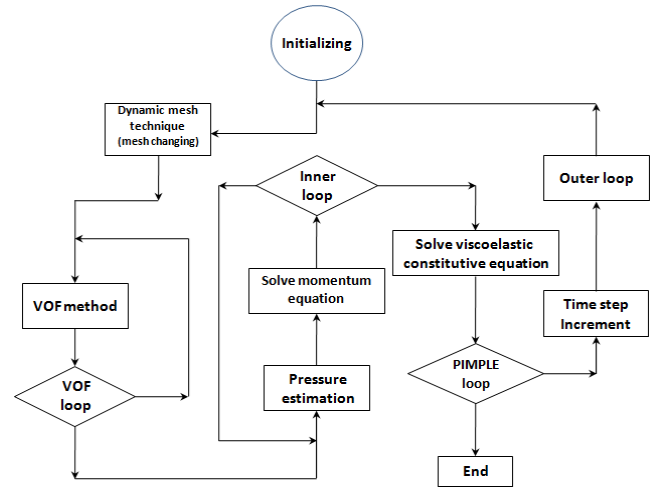 Initializing
Dynamic mesh
technique
(mesh changing)
VOF method
VOF
loop
Inner
loop
Solve momentum
equation
Pressure
estimation
Solve viscoelastic
constitutive equation
PIMPLE
loop
End
Outer loop
Time step
Increment